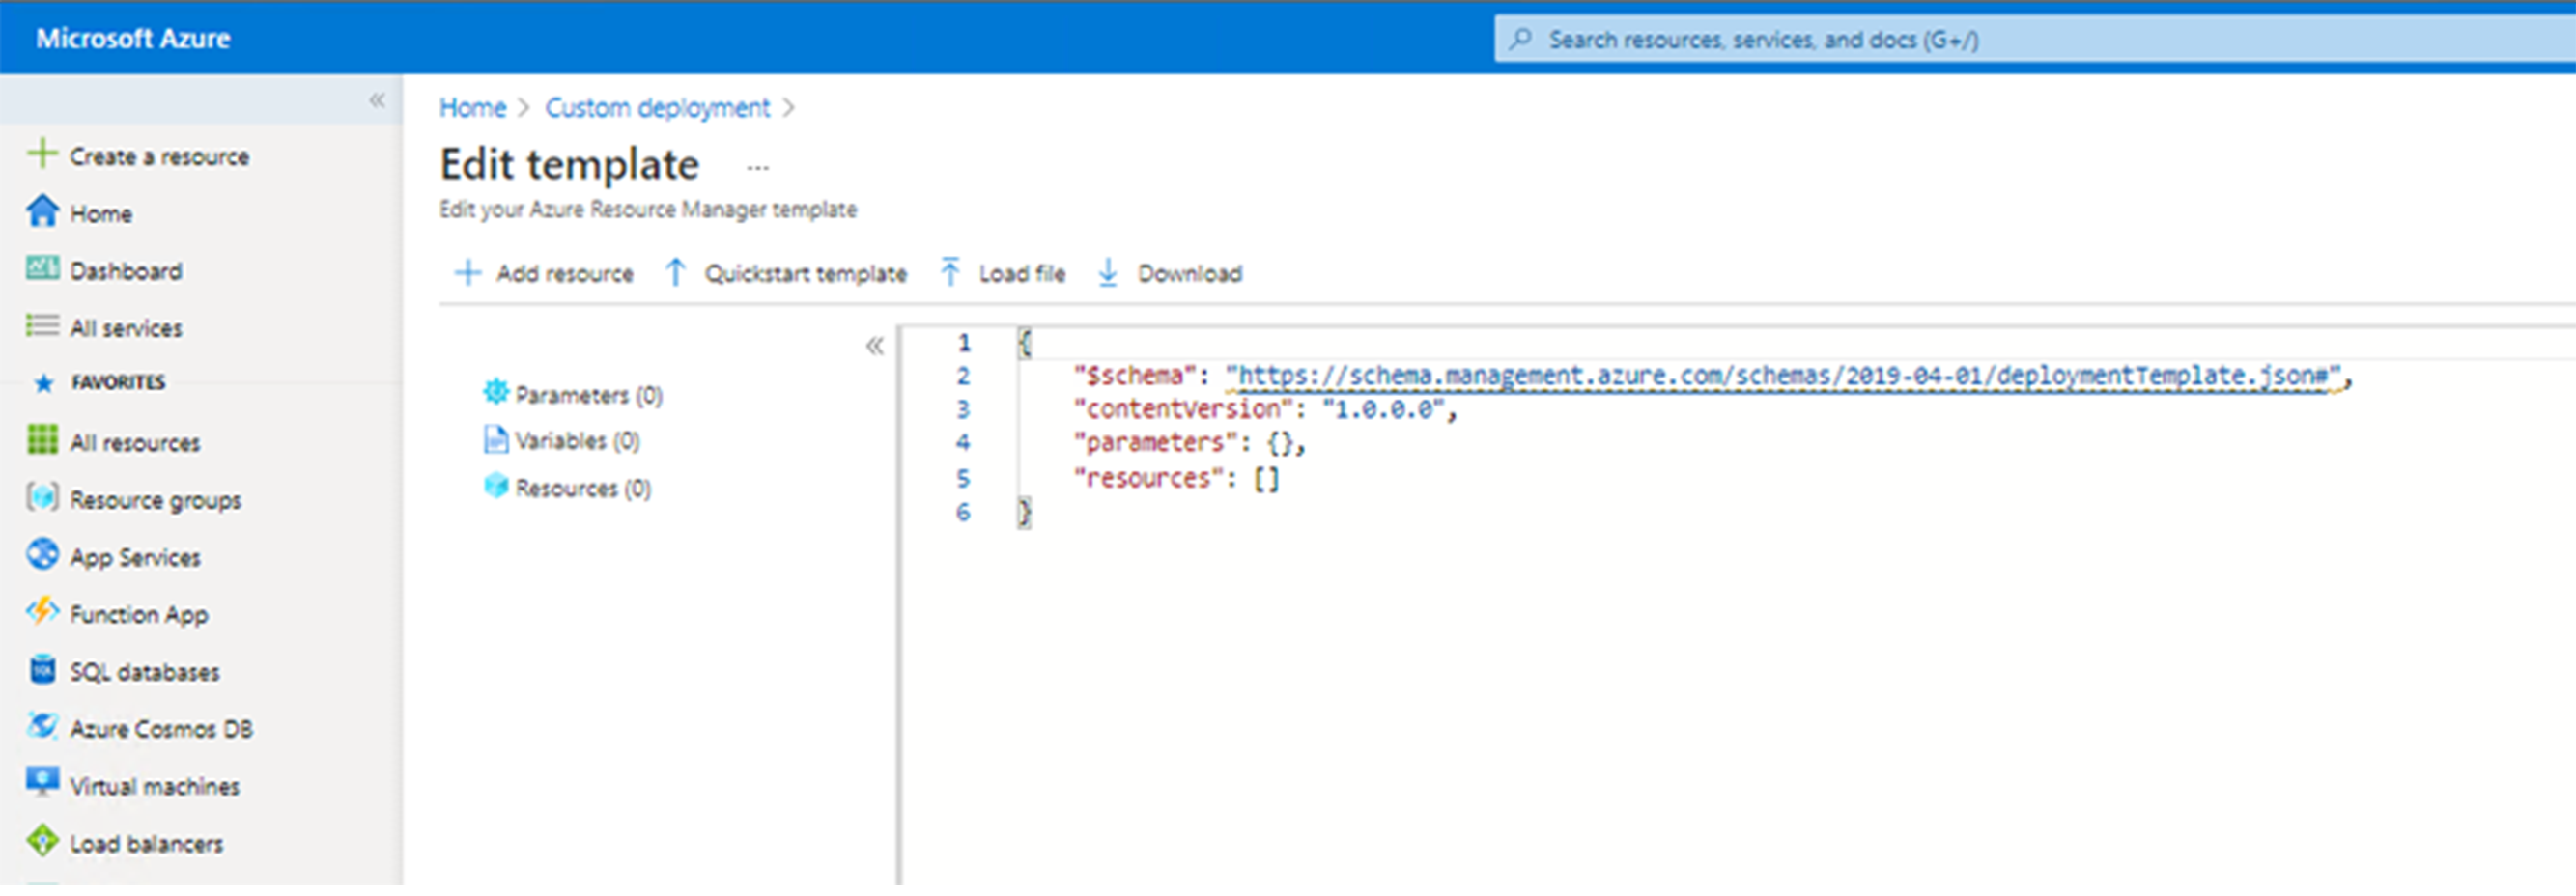 Microsoft Azure
Search resources, services, and docs (G+/)
«
Create a resource
Home
Dashboard
All services
FAVORITES
All resources
Resource groups
App Services
Function App
SQL databases
Azure Cosmos DB
Virtual machines
Load balancers
Home > Custom deployment >
Edit template ...
Edit your Azure Resource Manager template
Add resource Quickstart template Load file Download
«
Parameters (0)
Variables (0)
Resources (0)
1 {
2 "$schema": "https://schema.management.azure.com/schemas/2019-04-01/deploymentTemplate.json#",
3 "contentVersion": "1.0.0.0",
4 "parameters": {},
5 "resources": []
6 }